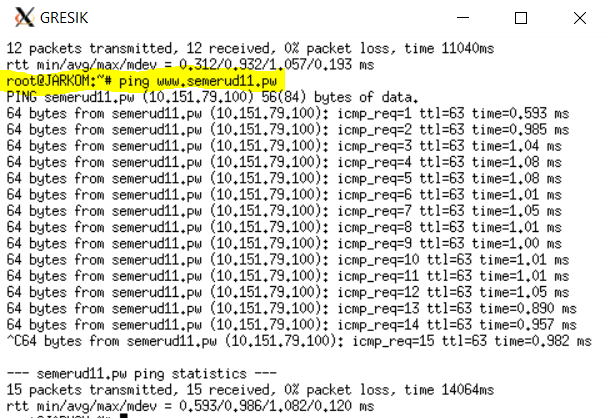 GRESIK
12 packets transmitted, 12 received, 0% packet loss, time 11040ms
rtt min/avg/max/mdev = 0.312/0.932/1.057/0.193 ms
root@JARKOM:~# ping www.semerud11.pw
PING semerud11.pw (10.151.79.100) 56(84) bytes of data.
64 bytes from semerud11.pw (10.151.79.100): icmp_req=1 ttl=63 time=0.593 ms
64 bytes from semerud11.pw (10.151.79.100): icmp_req=2 ttl=63 time=0.985 ms
64 bytes from semerud11.pw (10.151.79.100): icmp_req=3 ttl=63 time=1.04 ms
64 bytes from semerud11.pw (10.151.79.100): icmp_req=4 ttl=63 time=1.08 ms
64 bytes from semerud11.pw (10.151.79.100): icmp_req=5 ttl=63 time=1.08 ms
64 bytes from semerud11.pw (10.151.79.100): icmp_req=6 ttl=63 time=1.01 ms
64 bytes from semerud11.pw (10.151.79.100): icmp_req=7 ttl=63 time=1.05 ms
64 bytes from semerud11.pw (10.151.79.100): icmp_req=8 ttl=63 time=1.01 ms
64 bytes from semerud11.pw (10.151.79.100): icmp_req=9 ttl=63 time=1.00 ms
64 bytes from semerud11.pw (10.151.79.100): icmp_req=10 ttl=63 time=1.01 ms
64 bytes from semerud11.pw (10.151.79.100): icmp_req=11 ttl=63 time=1.01 ms
64 bytes from semerud11.pw (10.151.79.100): icmp_req=12 ttl=63 time=1.05 ms
64 bytes from semerud11.pw (10.151.79.100): icmp_req=13 ttl=63 time=0.890 ms
64 bytes from semerud11.pw (10.151.79.100): icmp_req=14 ttl=63 time=0.957 ms
^C64 bytes from semerud11.pw (10.151.79.100): icmp_req=15 ttl=63 time=0.982 ms
--- semerud11.pw ping statistics ---
15 packets transmitted, 15 received, 0% packet loss, time 14064ms
rtt min/avg/max/mdev = 0.593/0.986/1.082/0.120 ms